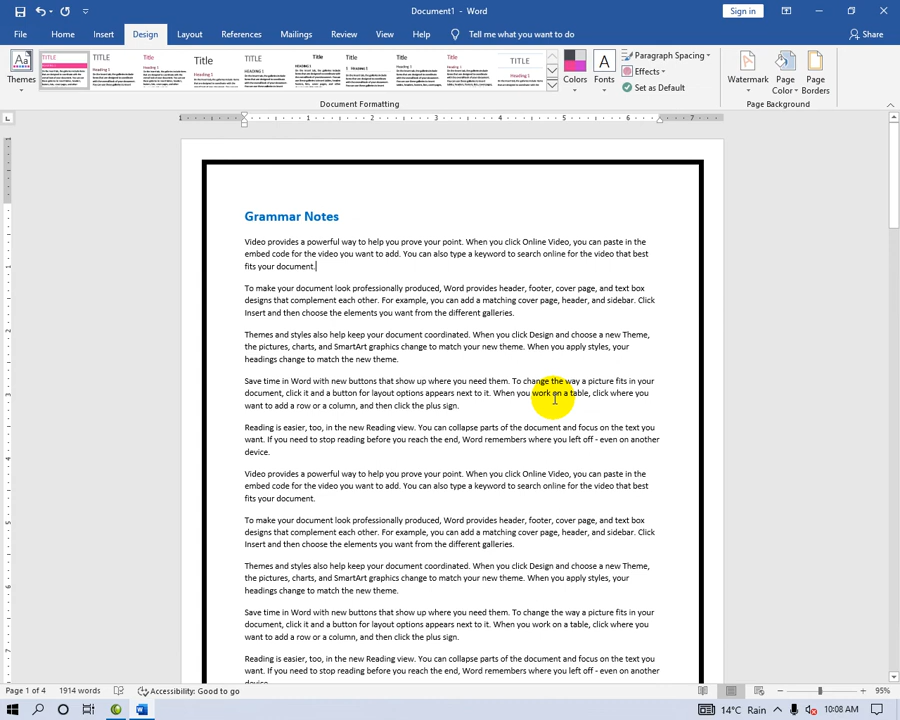 Document1 - Word
Sign in
File Home Insert Design Layout References Mailings Review View Help Tell me what you want to do Share
Themes
TITLE
Title
Title
Title
TITLE
Title
TITLE
Title
Title
Title
TITLE
Colors
Fonts
Paragraph Spacing
Effects
Set as Default
Watermark
Page Color
Page Borders
Document Formatting
Page Background
1 1 2 3 4 5 6 7
Grammar Notes
Video provides a powerful way to help you prove your point. When you click Online Video, you can paste in the
embed code for the video you want to add. You can also type a keyword to search online for the video that best
fits your document.
To make your document look professionally produced, Word provides header, footer, cover page, and text box
designs that complement each other. For example, you can add a matching cover page, header, and sidebar. Click
Insert and then choose the elements you want from the different galleries.
Themes and styles also help keep your document coordinated. When you click Design and choose a new Theme,
the pictures, charts, and SmartArt graphics change to match your new theme. When you apply styles, your
headings change to match the new theme.
Save time in Word with new buttons that show up where you need them. To change the way a picture fits in your
document, click it and a button for layout options appears next to it. When you work on a table, click where you
want to add a row or a column, and then click the plus sign.
Reading is easier, too, in the new Reading view. You can collapse parts of the document and focus on the text you
want. If you need to stop reading before you reach the end, Word remembers where you left off - even on another
device.
Video provides a powerful way to help you prove your point. When you click Online Video, you can paste in the
embed code for the video you want to add. You can also type a keyword to search online for the video that best
fits your document.
To make your document look professionally produced, Word provides header, footer, cover page, and text box
designs that complement each other. For example, you can add a matching cover page, header, and sidebar. Click
Insert and then choose the elements you want from the different galleries.
Themes and styles also help keep your document coordinated. When you click Design and choose a new Theme,
the pictures, charts, and SmartArt graphics change to match your new theme. When you apply styles, your
headings change to match the new theme.
Save time in Word with new buttons that show up where you need them. To change the way a picture fits in your
document, click it and a button for layout options appears next to it. When you work on a table, click where you
want to add a row or a column, and then click the plus sign.
Reading is easier, too, in the new Reading view. You can collapse parts of the document and focus on the text you
want. If you need to stop reading before you reach the end, Word remembers where you left off - even on another
device.
Page 1 of 4 1914 words Accessibility: Good to go 95%
14°C Rain 10:08 AM